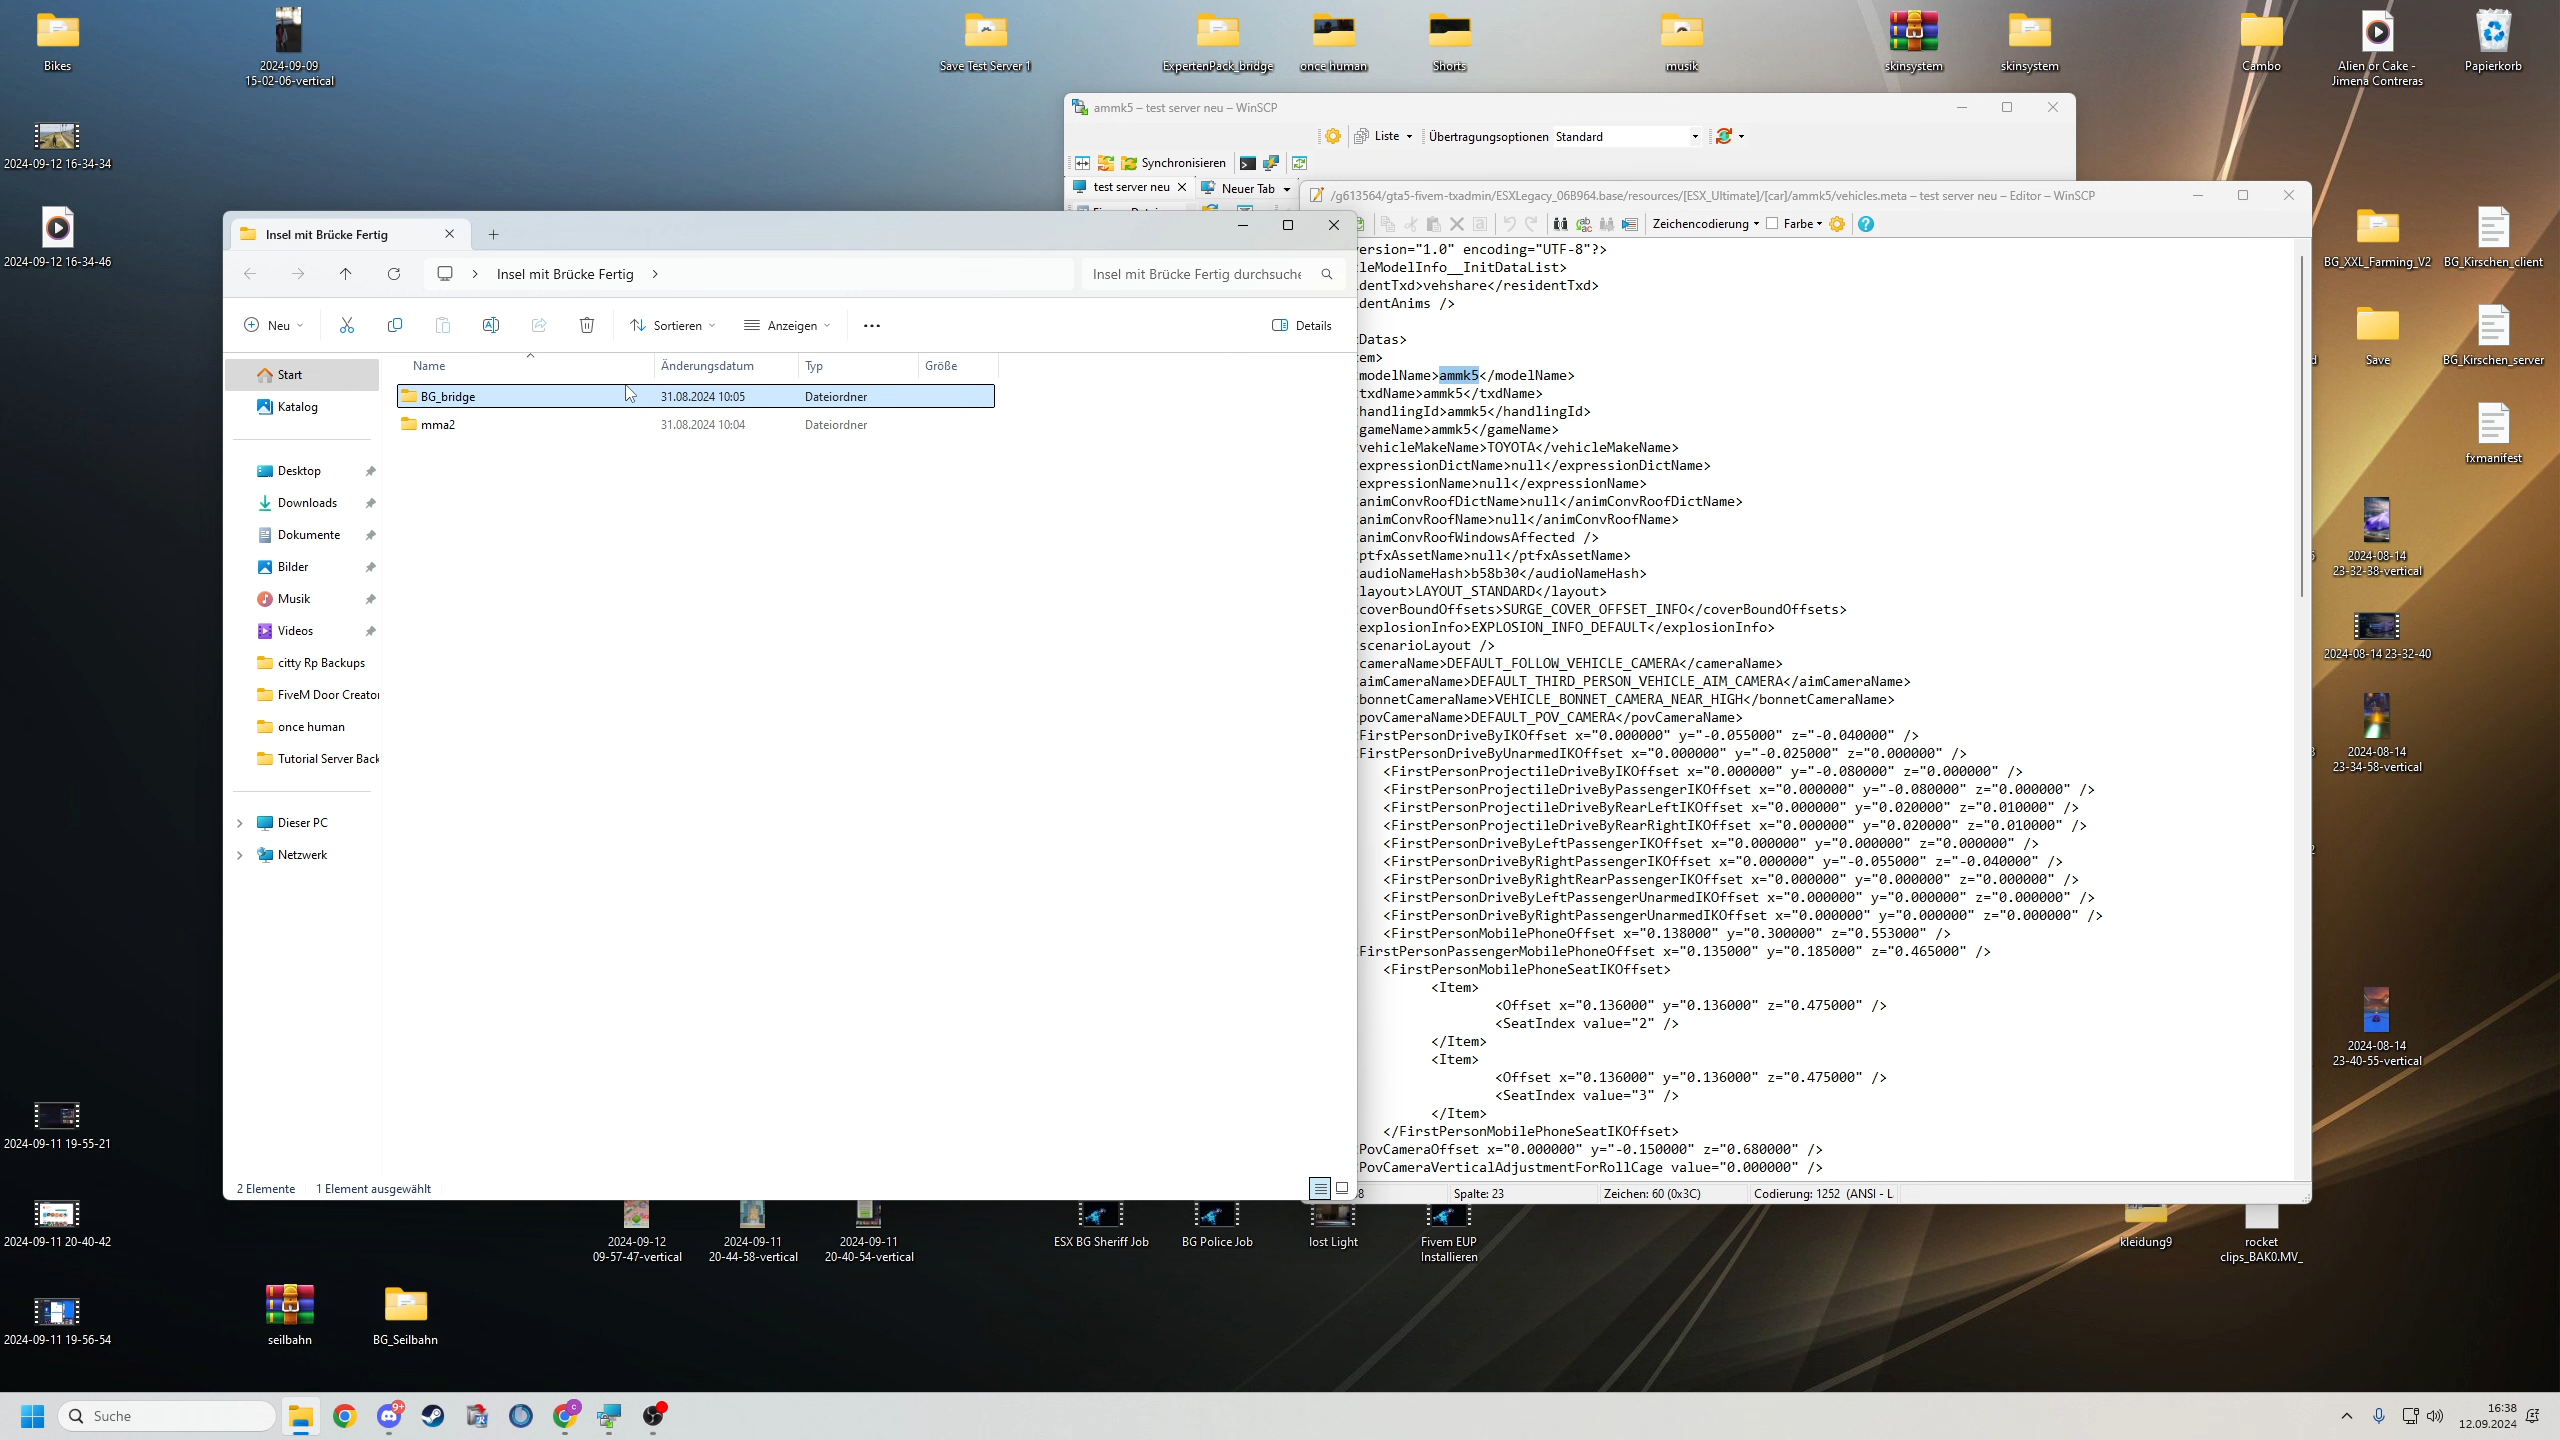 Bikes
2024-09-09
15-02-06-vertical
Save Test Server 1
ExpertenPack_bridge
once human
Shorts
musik
skinsystem
skinsystem
Cambo
Alien or Cake -
Jimena Contreras
Papierkorb
2024-09-12 16-34-34
2024-09-12 16-34-46
ammk5 – test server neu – WinSCP
Liste
Übertragungsoptionen Standard
Synchronisieren
test server neu
Neuer Tab
/g613564/gta5-fivem-txadmin/ESXLegacy_06B964.base/resources/[ESX_Ultimate]/[car]/ammk5/vehicles.meta – test server neu – Editor – WinSCP
Zeichencodierung
Farbe
Insel mit Brücke Fertig
Insel mit Brücke Fertig
Insel mit Brücke Fertig durchsuche
Neu
Sortieren
Anzeigen
Details
Name
Änderungsdatum
Typ
Größe
BG_bridge
31.08.2024 10:05
Dateiordner
mma2
31.08.2024 10:04
Dateiordner
Start
Katalog
Desktop
Downloads
Dokumente
Bilder
Musik
Videos
citty Rp Backups
FiveM Door Creator
once human
Tutorial Server Back
Dieser PC
Netzwerk
2 Elemente
1 Element ausgewählt
version="1.0" encoding="UTF-8"?>
leModelInfo__InitDataList>
dentTxd>vehshare</residentTxd>
dentAnims />
Datas>
em>
modelName>ammk5</modelName>
txdName>ammk5</txdName>
handlingId>ammk5</handlingId>
gameName>ammk5</gameName>
vehicleMakeName>TOYOTA</vehicleMakeName>
expressionDictName>null</expressionDictName>
expressionName>null</expressionName>
animConvRoofDictName>null</animConvRoofDictName>
animConvRoofName>null</animConvRoofName>
animConvRoofWindowsAffected />
ptfxAssetName>null</ptfxAssetName>
audioNameHash>b58b30</audioNameHash>
layout>LAYOUT_STANDARD</layout>
coverBoundOffsets>SURGE_COVER_OFFSET_INFO</coverBoundOffsets>
explosionInfo>EXPLOSION_INFO_DEFAULT</explosionInfo>
scenarioLayout />
cameraName>DEFAULT_FOLLOW_VEHICLE_CAMERA</cameraName>
aimCameraName>DEFAULT_THIRD_PERSON_VEHICLE_AIM_CAMERA</aimCameraName>
bonnetCameraName>VEHICLE_BONNET_CAMERA_NEAR_HIGH</bonnetCameraName>
povCameraName>DEFAULT_POV_CAMERA</povCameraName>
FirstPersonDriveByIKOffset x="0.000000" y="-0.055000" z="-0.040000" />
FirstPersonDriveByUnarmedIKOffset x="0.000000" y="-0.025000" z="0.000000" />
<FirstPersonProjectileDriveByIKOffset x="0.000000" y="-0.080000" z="0.000000" />
<FirstPersonProjectileDriveByPassengerIKOffset x="0.000000" y="-0.080000" z="0.000000" />
<FirstPersonProjectileDriveByRearLeftIKOffset x="0.000000" y="0.020000" z="0.010000" />
<FirstPersonProjectileDriveByRearRightIKOffset x="0.000000" y="0.020000" z="0.010000" />
<FirstPersonDriveByLeftPassengerIKOffset x="0.000000" y="0.000000" z="0.000000" />
<FirstPersonDriveByRightPassengerIKOffset x="0.000000" y="-0.055000" z="-0.040000" />
<FirstPersonDriveByRightRearPassengerIKOffset x="0.000000" y="0.000000" z="0.000000" />
<FirstPersonDriveByLeftPassengerUnarmedIKOffset x="0.000000" y="0.000000" z="0.000000" />
<FirstPersonDriveByRightPassengerUnarmedIKOffset x="0.000000" y="0.000000" z="0.000000" />
<FirstPersonMobilePhoneOffset x="0.138000" y="0.300000" z="0.553000" />
FirstPersonPassengerMobilePhoneOffset x="0.135000" y="0.185000" z="0.465000" />
<FirstPersonMobilePhoneSeatIKOffset>
<Item>
<Offset x="0.136000" y="0.136000" z="0.475000" />
<SeatIndex value="2" />
</Item>
<Item>
<Offset x="0.136000" y="0.136000" z="0.475000" />
<SeatIndex value="3" />
</Item>
</FirstPersonMobilePhoneSeatIKOffset>
PovCameraOffset x="0.000000" y="-0.150000" z="0.680000" />
PovCameraVerticalAdjustmentForRollCage value="0.000000" />
Spalte: 23
Zeichen: 60 (0x3C)
Codierung: 1252 (ANSI - L
BG_XXL_Farming_V2
BG_Kirschen_client
Save
BG_Kirschen_server
fxmanifest
2024-08-14
23-32-38-vertical
2024-08-14 23-32-40
2024-08-14
23-34-58-vertical
2024-08-14
23-40-55-vertical
2024-09-11 19-55-21
2024-09-11 20-40-42
2024-09-11 19-56-54
seilbahn
BG_Seilbahn
2024-09-12
09-57-47-vertical
2024-09-11
20-44-58-vertical
2024-09-11
20-40-54-vertical
ESX BG Sheriff Job
BG Police Job
lost Light
Fivem EUP
Installieren
kleidung9
rocket
clips_BAK0.MV_
Suche
9+
16:38
12.09.2024